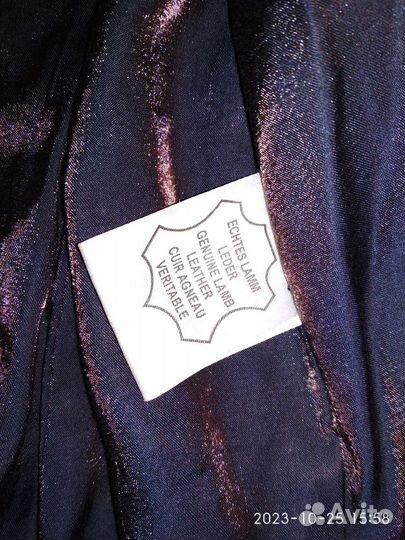 ECHTES LAMM
LEDER
GENUINE LAMB
LEATHER
CUIR AGNEAU
VERITABLE
2023-10-25 15:58
Avito